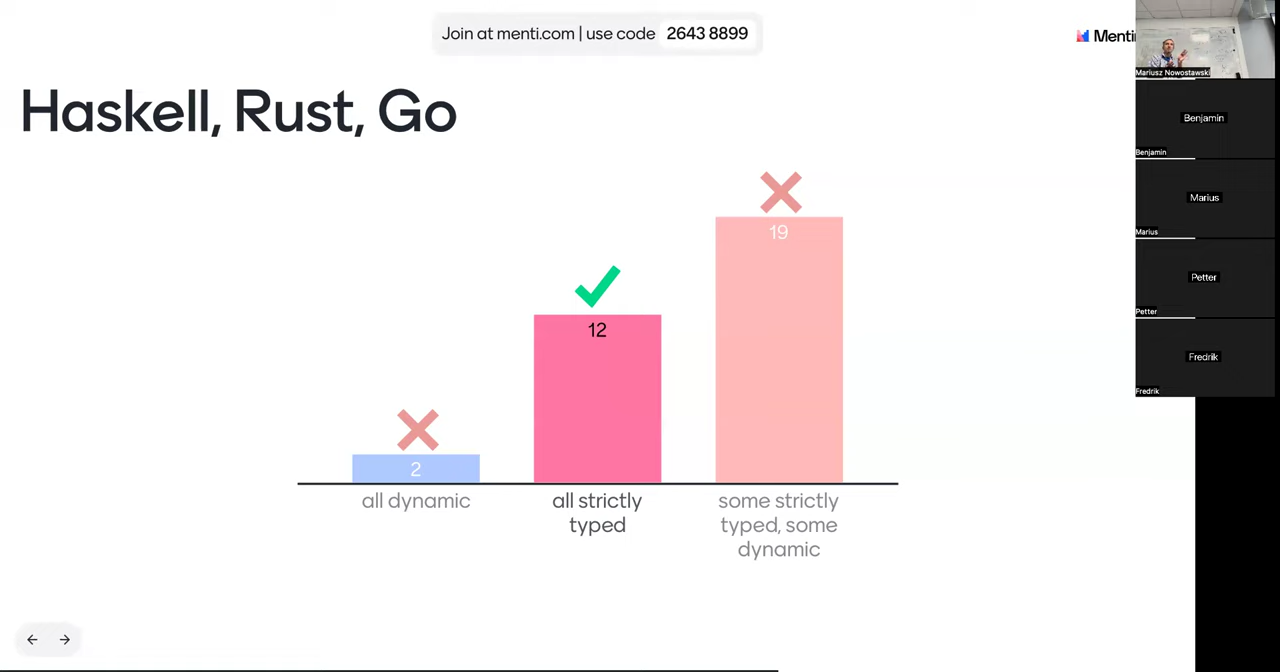 Join at menti.com | use code 2643 8899
Menti
Haskell, Rust, Go
2
12
19
all dynamic
all strictly
typed
some strictly
typed, some
dynamic
Mariusz Nowostawski
Benjamin
Benjamin
Marius
Marius
Petter
Petter
Fredrik
Fredrik